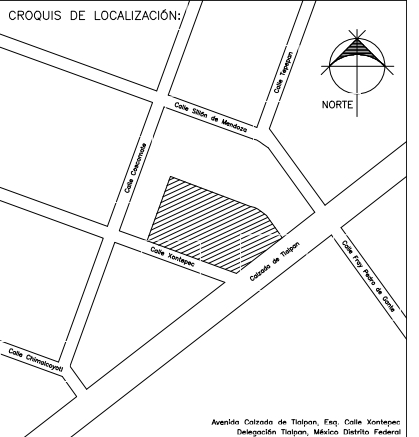 CROQUIS DE LOCALIZACIÓN:
Calle Tepepan
NORTE
Calle Sillón de Mendoza
Calle Coscomate
Calle Xontepec
Calzada de Tlalpan
Calle Fray Pedro de Gante
Calle Chimalcoyotl
Avenida Calzada de Tlalpan, Esq. Calle Xontepec
Delegación Tlalpan, México Distrito Federal